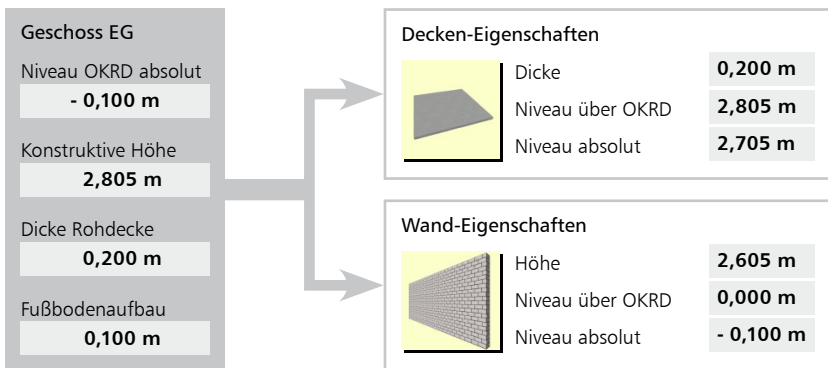 Geschoss EG
Niveau OKRD absolut
- 0,100 m
Konstruktive Höhe
2,805 m
Dicke Rohdecke
0,200 m
Fußbodenaufbau
0,100 m
Decken-Eigenschaften
Dicke 0,200 m
Niveau über OKRD 2,805 m
Niveau absolut 2,705 m
Wand-Eigenschaften
Höhe 2,605 m
Niveau über OKRD 0,000 m
Niveau absolut - 0,100 m